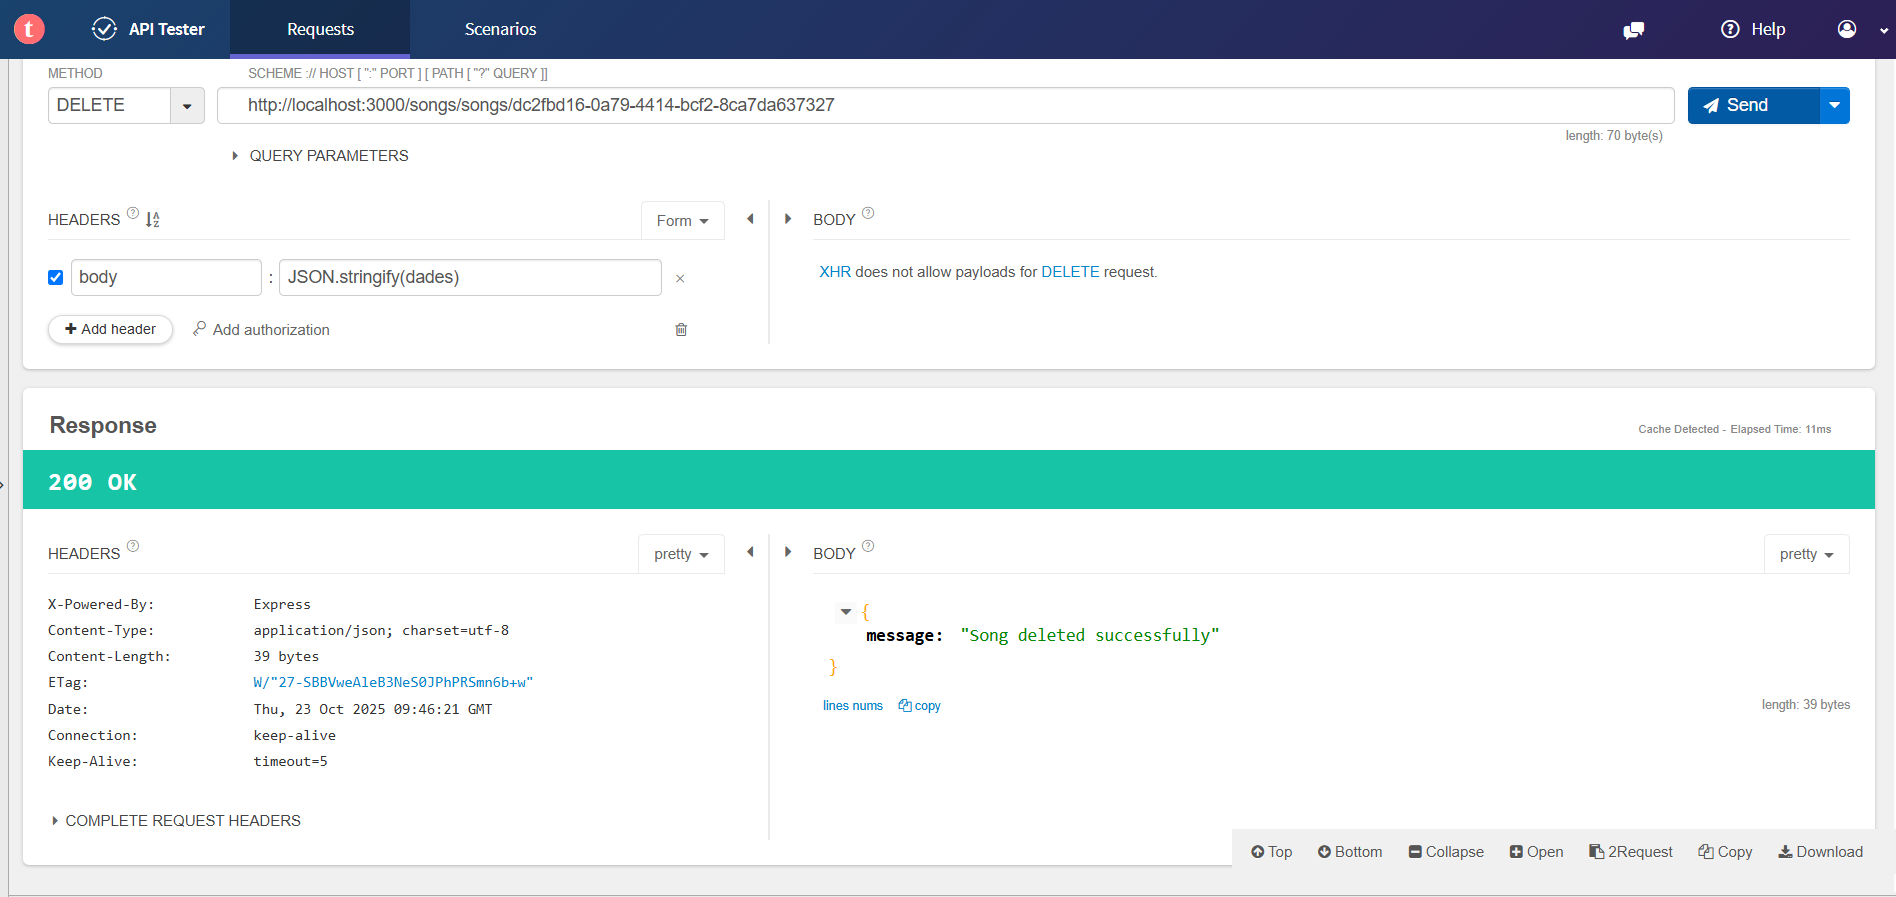 t API Tester Requests Scenarios Help
METHOD SCHEME :// HOST [ ":" PORT ] [ PATH [ "?" QUERY ]]
DELETE http://localhost:3000/songs/songs/dc2fbd16-0a79-4414-bcf2-8ca7da637327 Send
length: 70 byte(s)
QUERY PARAMETERS
HEADERS ? Form BODY ?
body : JSON.stringify(dades) × XHR does not allow payloads for DELETE request.
+ Add header Add authorization
Response
Cache Detected - Elapsed Time: 11ms
200 OK
HEADERS ? pretty BODY ? pretty
X-Powered-By: Express
Content-Type: application/json; charset=utf-8
Content-Length: 39 bytes
ETag: W/"27-SBBVweAleB3NeS0JPhPRSmn6b+w"
Date: Thu, 23 Oct 2025 09:46:21 GMT
Connection: keep-alive
Keep-Alive: timeout=5
{
message: "Song deleted successfully"
}
lines nums copy length: 39 bytes
COMPLETE REQUEST HEADERS
Top Bottom Collapse Open 2Request Copy Download